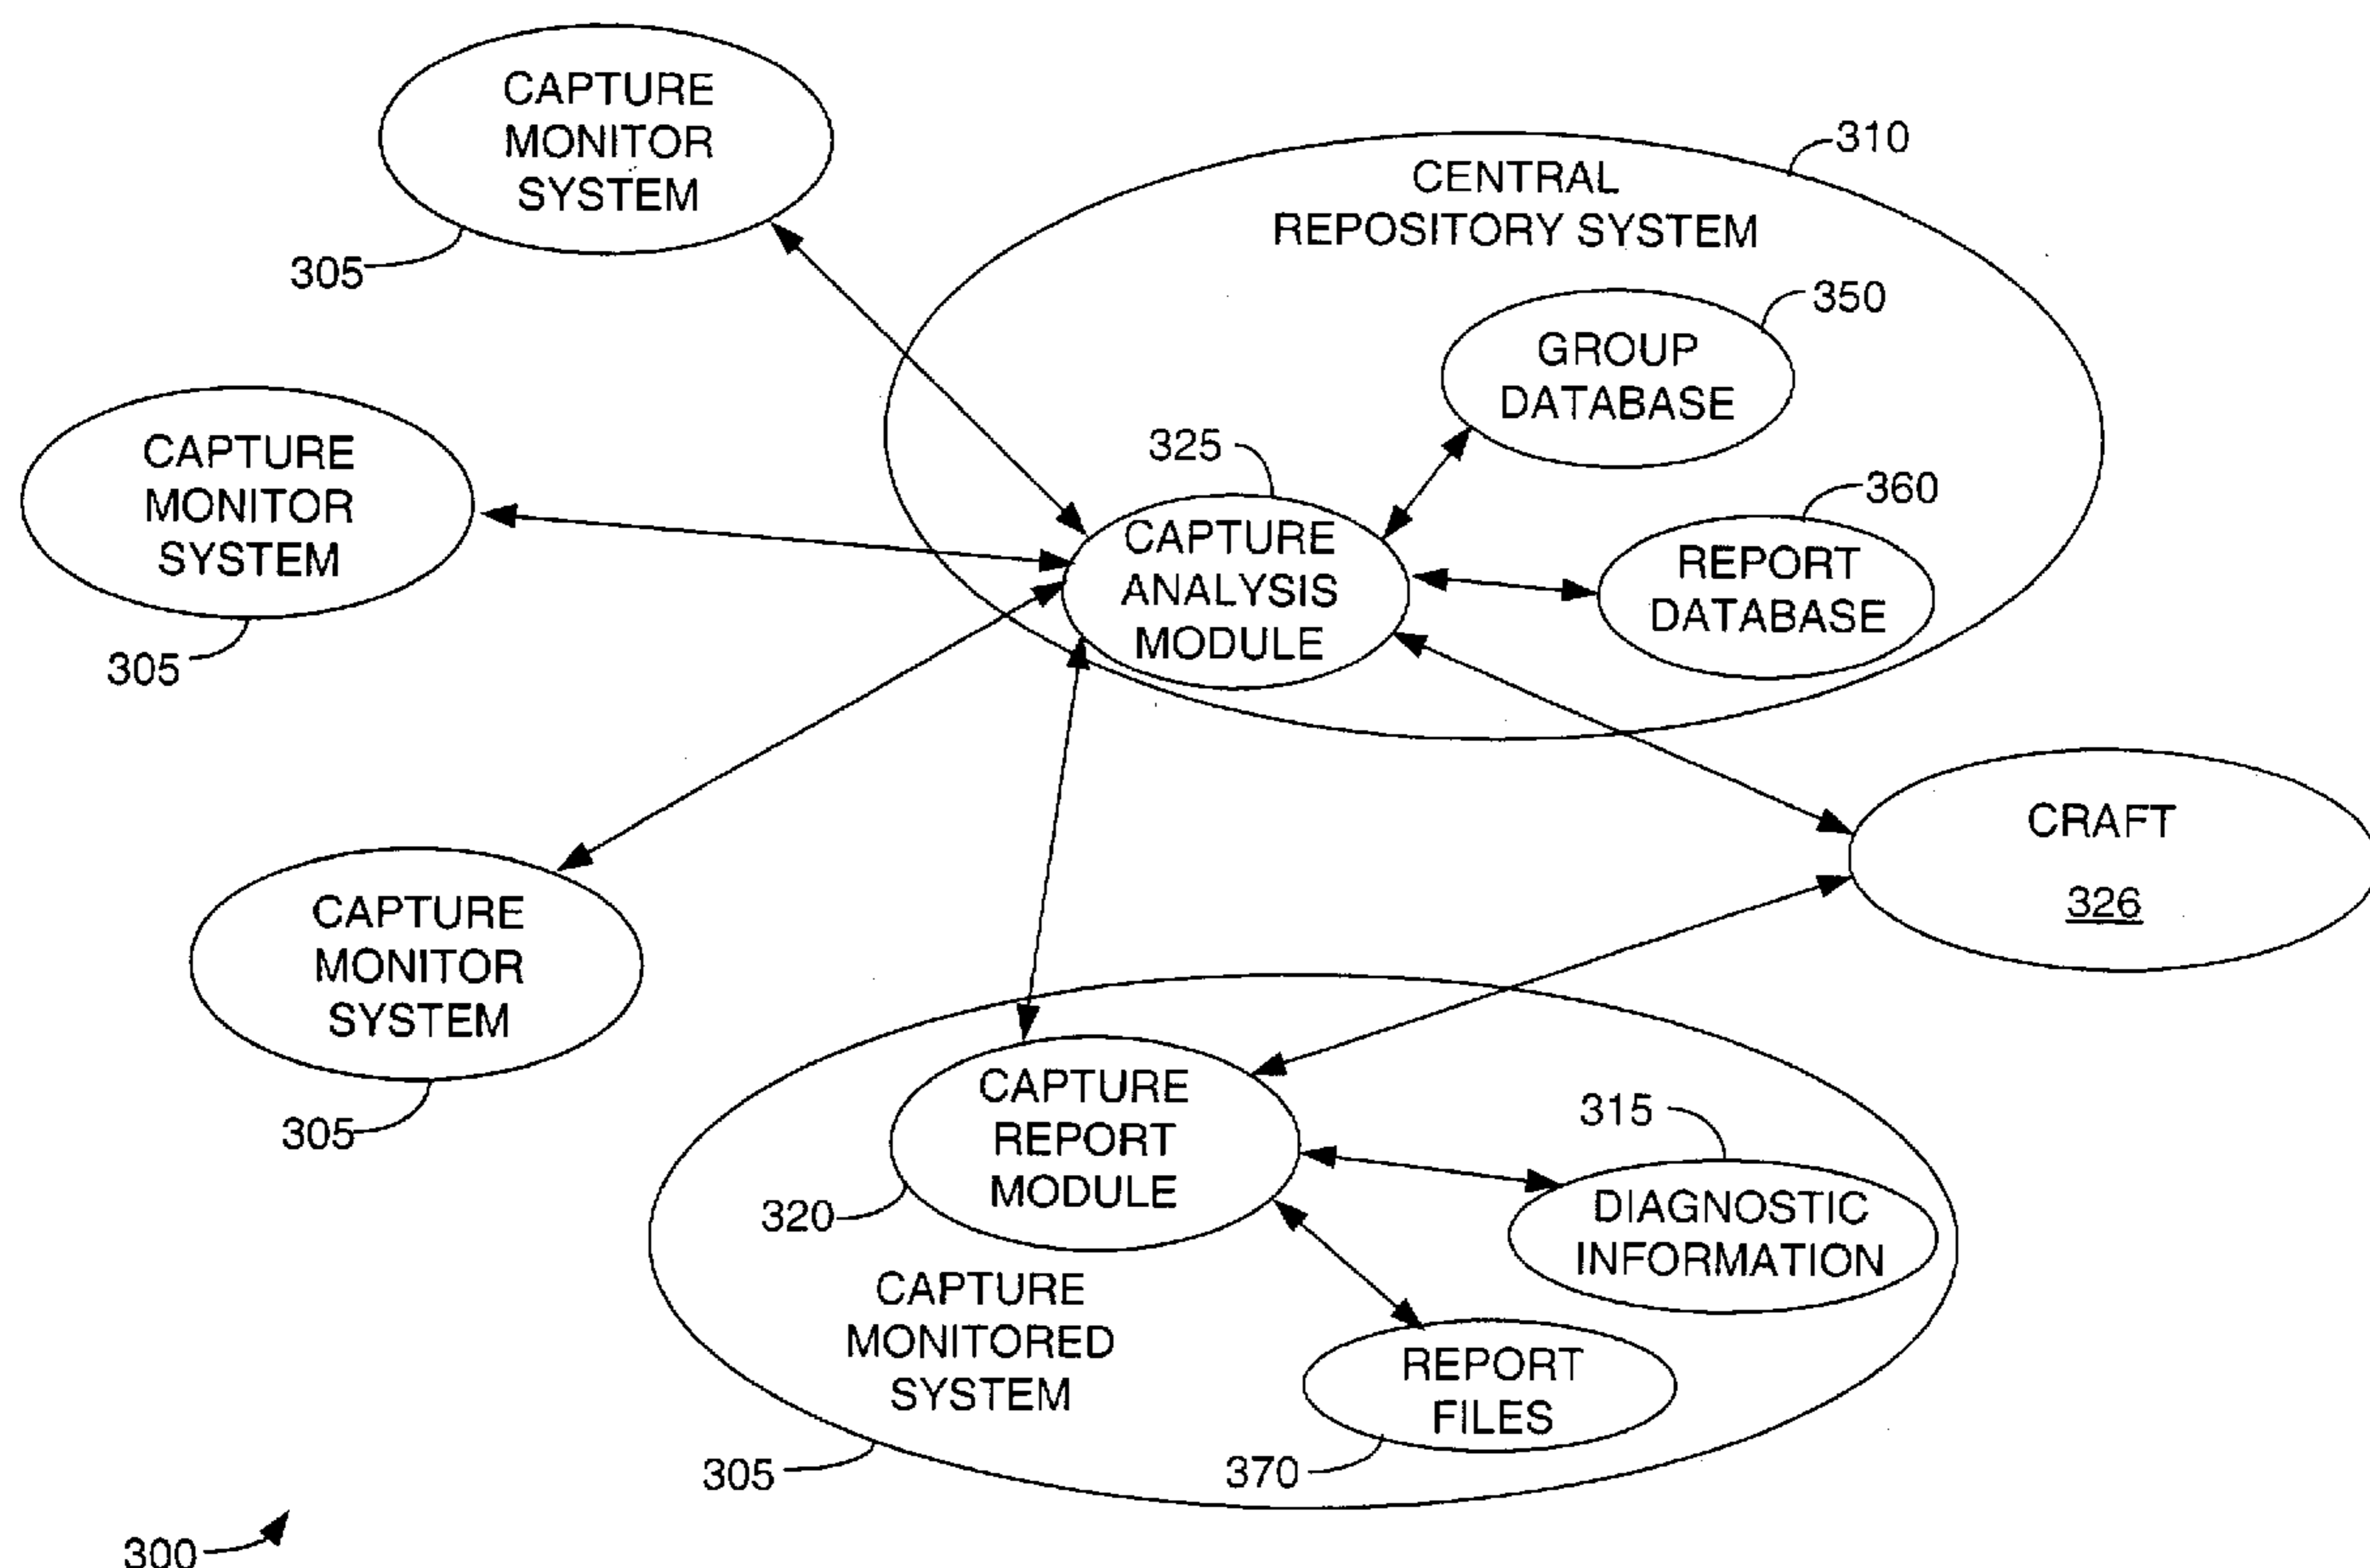 CAPTURE
MONITOR
SYSTEM
305
310
CENTRAL
REPOSITORY SYSTEM
350
GROUP
DATABASE
CAPTURE
MONITOR
SYSTEM
305
325
CAPTURE
ANALYSIS
MODULE
360
REPORT
DATABASE
CRAFT
326
CAPTURE
MONITOR
SYSTEM
305
CAPTURE
REPORT
MODULE
320
315
DIAGNOSTIC
INFORMATION
CAPTURE
MONITORED
SYSTEM
305
REPORT
FILES
370
300